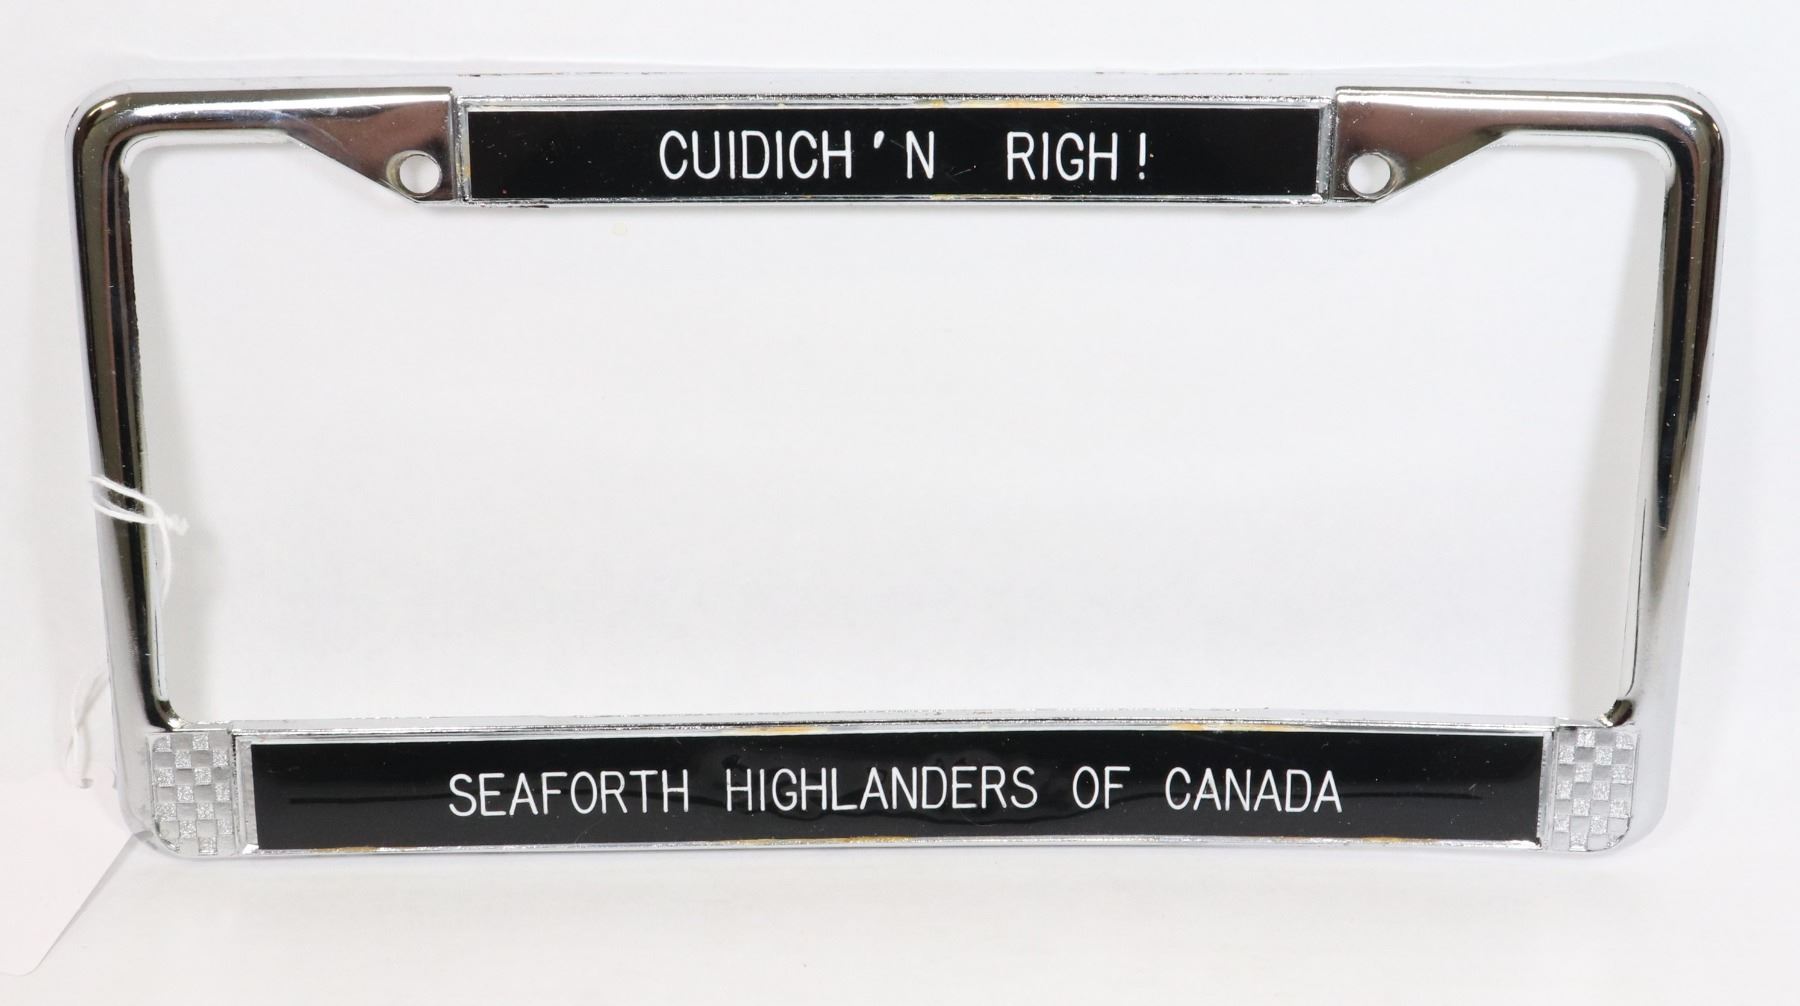 CUIDICH 'N RIGH!
SEAFORTH HIGHLANDERS OF CANADA